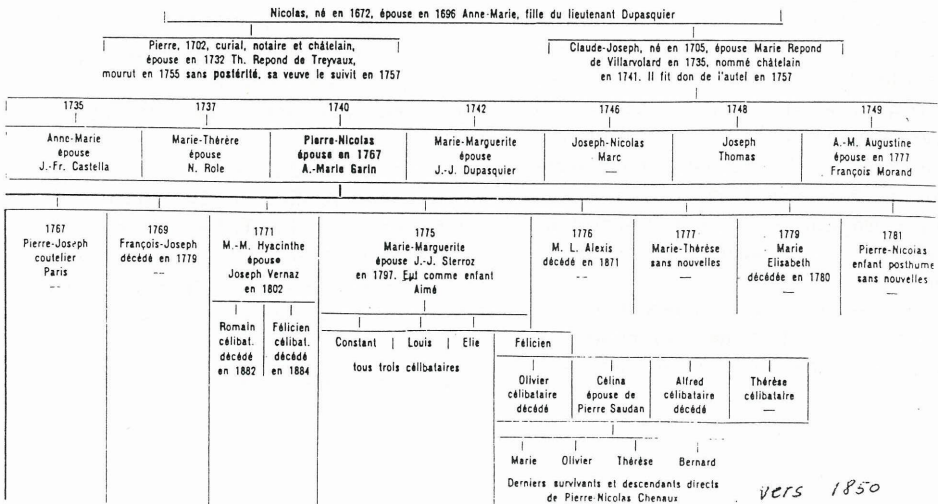 Nicolas, né en 1672, épouse en 1696 Anne-Marie, fille du lieutenant Dupasquier
Pierre, 1702, curial, notaire et châtelain,
épouse en 1732 Th. Repond de Treyvaux,
mourut en 1755 sans postérité, sa veuve le suivit en 1757
Claude-Joseph, né en 1705, épouse Marie Repond
de Villarvolard en 1735, nommé châtelain
en 1741. Il fit don de l'autel en 1757
1735
1737
1740
1742
1746
1748
1749
Anne-Marie
épouse
J.-Fr. Castella
Marie-Thérère
épouse
N. Role
Pierre-Nicolas
épouse en 1767
A.-Marie Garin
Marie-Marguerite
épouse
J.-J. Dupasquier
Joseph-Nicolas
Marc
—
Joseph
Thomas
A.-M. Augustine
épouse en 1777
François Morand
1767
Pierre-Joseph
coutelier
Paris
--
1769
François-Joseph
décédé en 1779
--
1771
M.-M. Hyacinthe
épouse
Joseph Vernaz
en 1802
1775
Marie-Marguerite
épouse J.-J. Sterroz
en 1797. Eut comme enfant
Aimé
1776
M. L. Alexis
décédé en 1871
--
1777
Marie-Thérèse
sans nouvelles
—
1779
Marie
Elisabeth
décédée en 1780
—
1781
Pierre-Nicolas
enfant posthume
sans nouvelles
—
Romain
célibat.
décédé
en 1882
Félicien
célibat.
décédé
en 1884
Constant
Louis
Elie
Félicien
tous trois célibataires
Olivier
célibataire
décédé
Célina
épouse de
Pierre Saudan
Alfred
célibataire
décédé
Thérèse
célibataire
—
Marie
Olivier
Thérèse
Bernard
Derniers survivants et descendants directs
de Pierre-Nicolas Chenaux
vers 1850